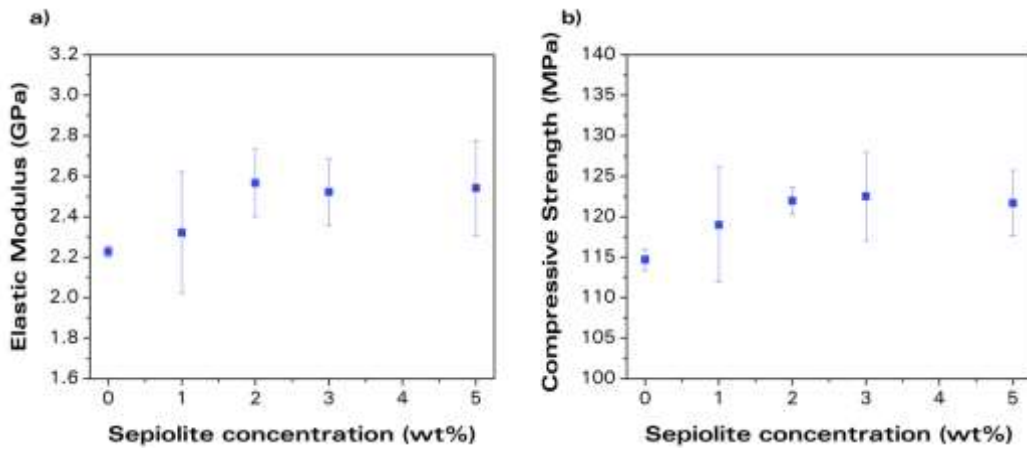 a)
Elastic Modulus (GPa)
3.2
3.0
2.8
2.6
2.4
2.2
2.0
1.8
1.6
0 1 2 3 4 5
Sepiolite concentration (wt%)
b)
Compressive Strength (MPa)
140
135
130
125
120
115
110
105
100
0 1 2 3 4 5
Sepiolite concentration (wt%)